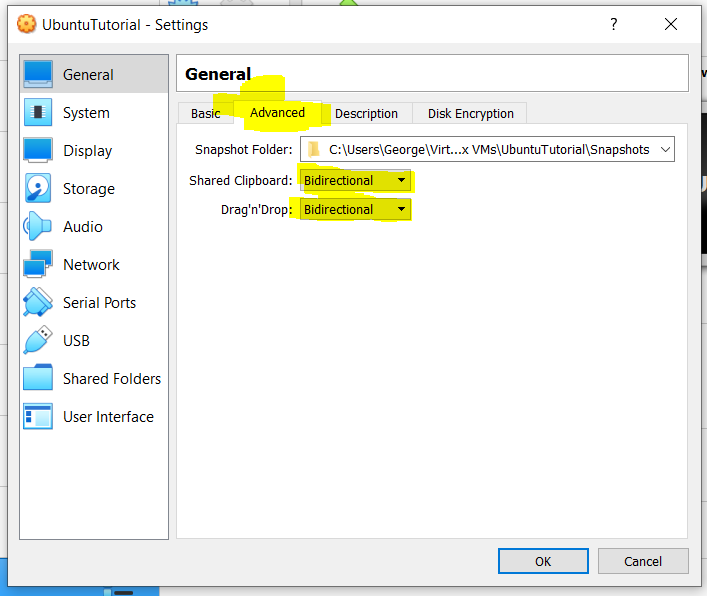 UbuntuTutorial - Settings
?
General
System
Display
Storage
Audio
Network
Serial Ports
USB
Shared Folders
User Interface
General
Basic Advanced Description Disk Encryption
Snapshot Folder: C:\Users\George\Virt...x VMs\UbuntuTutorial\Snapshots
Shared Clipboard: Bidirectional
Drag'n'Drop: Bidirectional
OK Cancel